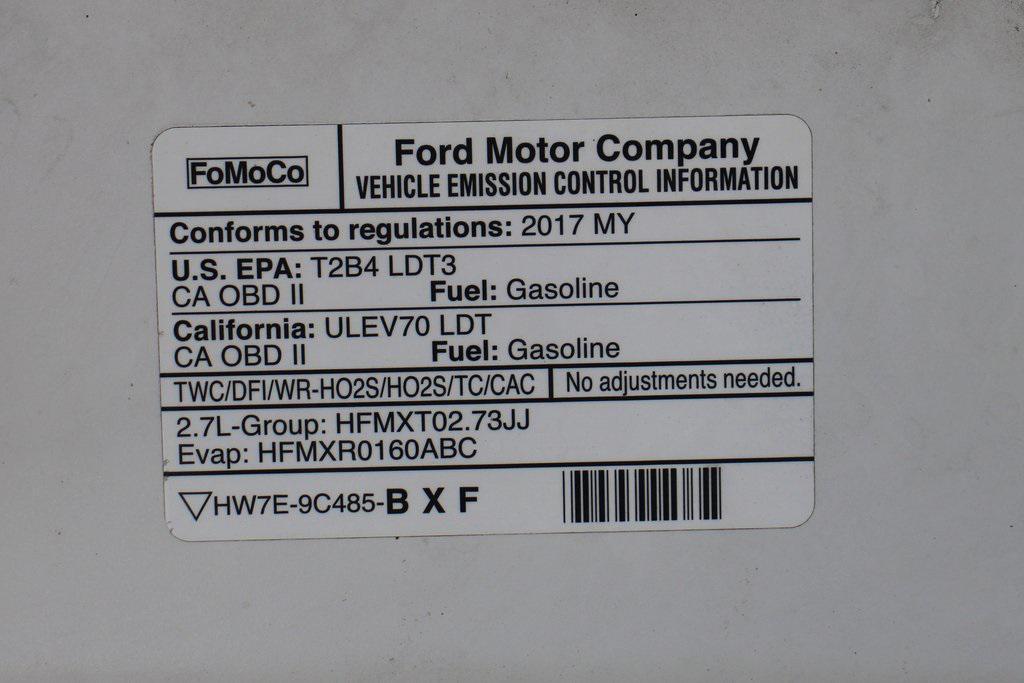 FoMoCo
Ford Motor Company
VEHICLE EMISSION CONTROL INFORMATION
Conforms to regulations: 2017 MY
U.S. EPA: T2B4 LDT3
CA OBD II Fuel: Gasoline
California: ULEV70 LDT
CA OBD II Fuel: Gasoline
TWC/DFI/WR-HO2S/HO2S/TC/CAC No adjustments needed.
2.7L-Group: HFMXT02.73JJ
Evap: HFMXR0160ABC
▽HW7E-9C485-B X F